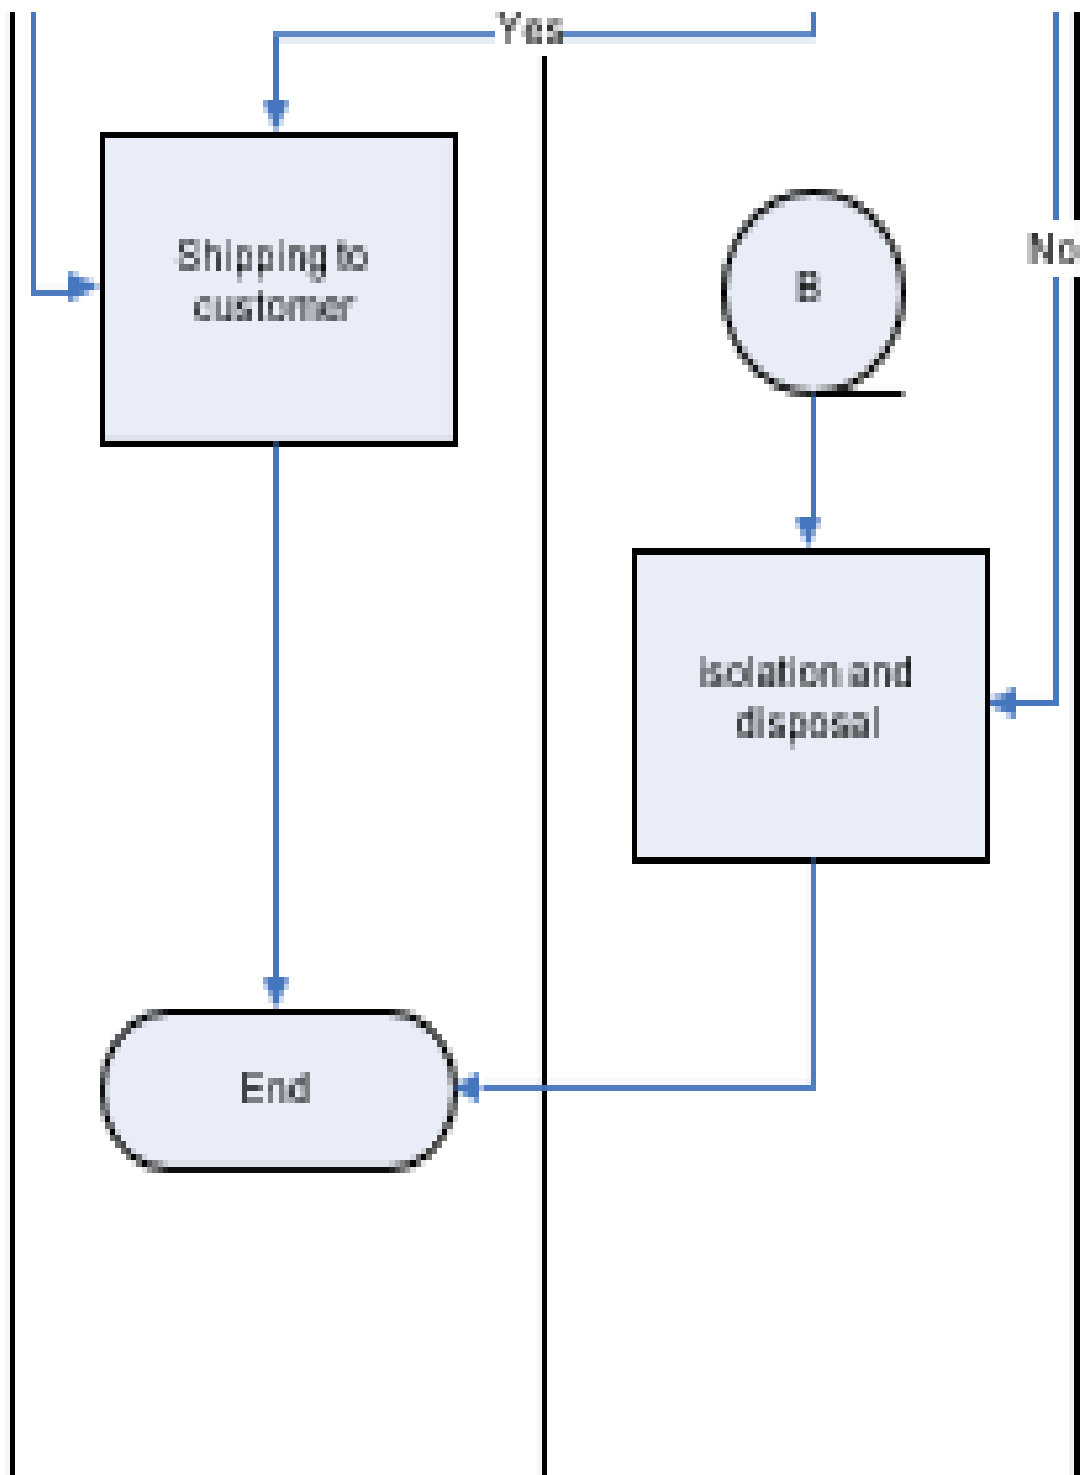 Yes
Shipping to
customer
B
No
Isolation and
disposal
End